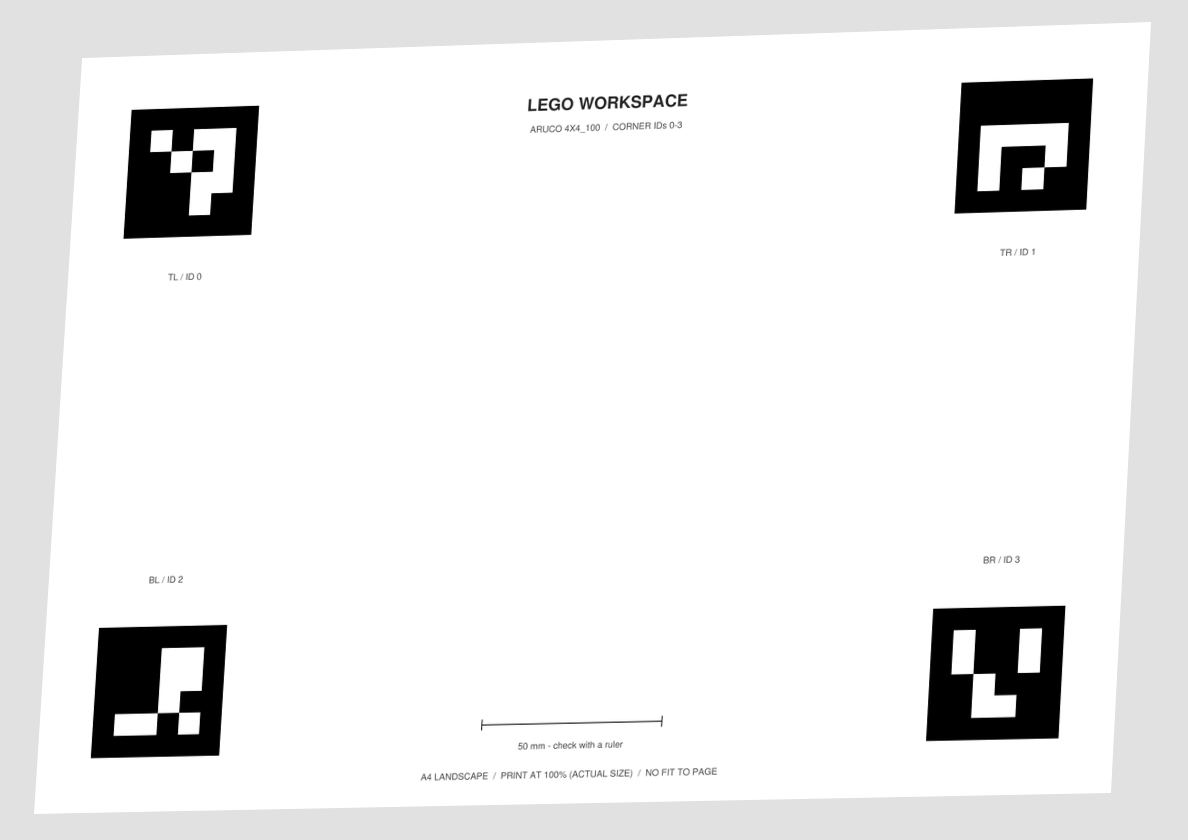 LEGO WORKSPACE
ARUCO 4X4_100 / CORNER IDs 0-3
TL / ID 0
TR / ID 1
BL / ID 2
BR / ID 3
50 mm - check with a ruler
A4 LANDSCAPE / PRINT AT 100% (ACTUAL SIZE) / NO FIT TO PAGE